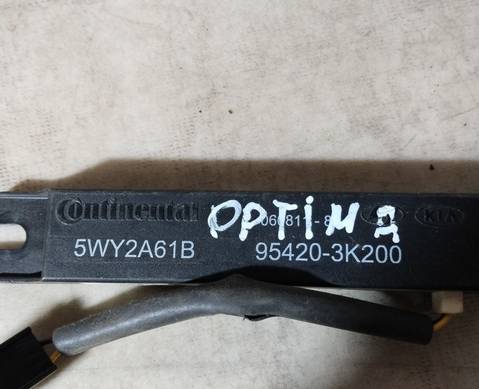 Continental OPTIMA KIA
5WY2A61B 95420-3K200